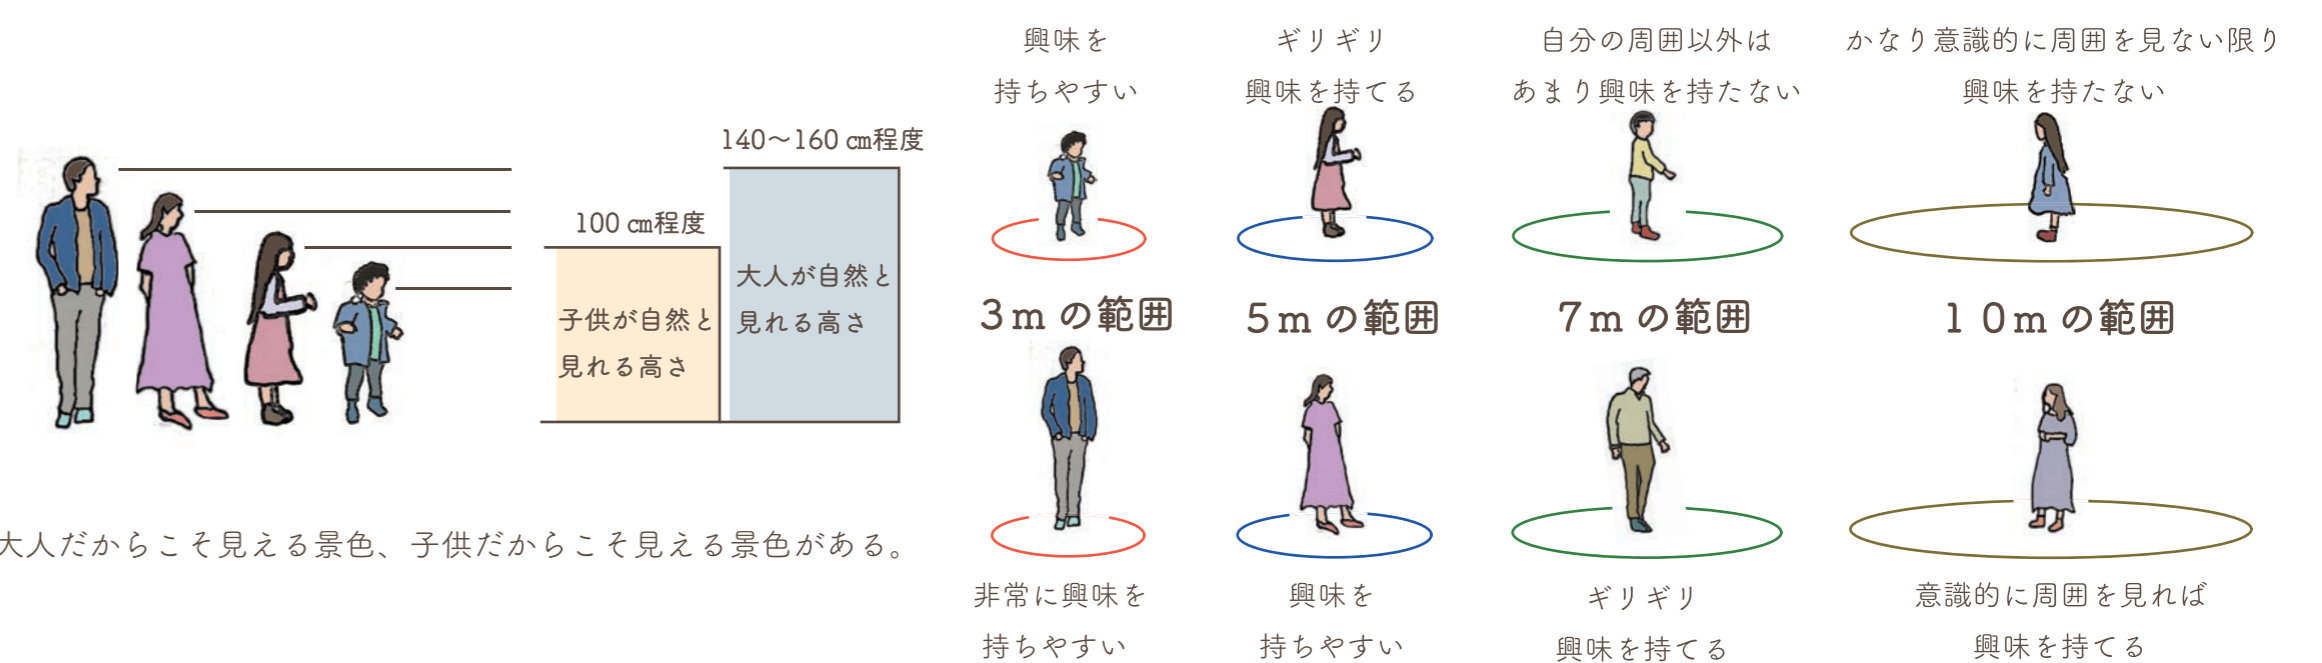 140〜160 ㎝程度
100 ㎝程度
子供が自然と
見れる高さ
大人が自然と
見れる高さ
大人だからこそ見える景色、子供だからこそ見える景色がある。
興味を
持ちやすい
ギリギリ
興味を持てる
自分の周囲以外は
あまり興味を持たない
かなり意識的に周囲を見ない限り
興味を持たない
3mの範囲
5mの範囲
7mの範囲
10mの範囲
非常に興味を
持ちやすい
興味を
持ちやすい
ギリギリ
興味を持てる
意識的に周囲を見れば
興味を持てる